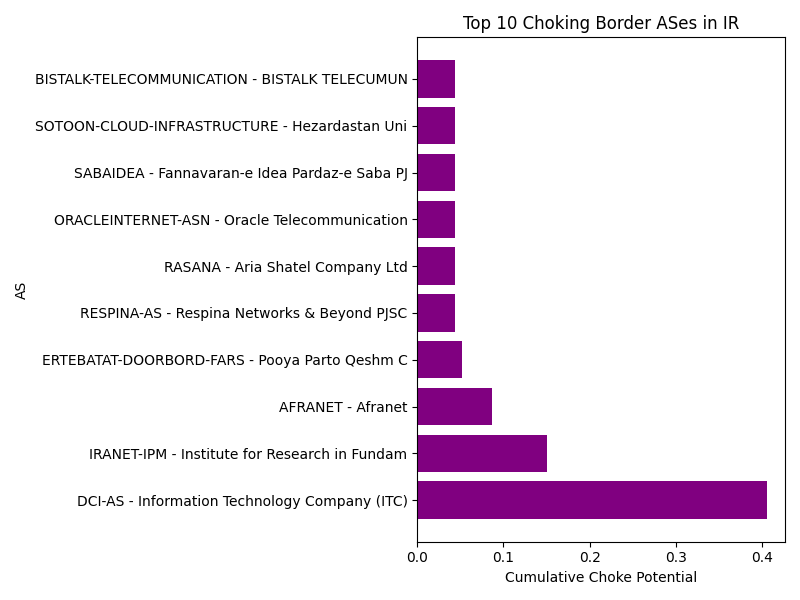 Top 10 Choking Border ASes in IR
BISTALK-TELECOMMUNICATION - BISTALK TELECUMUN
SOTOON-CLOUD-INFRASTRUCTURE - Hezardastan Uni
SABAIDEA - Fannavaran-e Idea Pardaz-e Saba PJ
ORACLEINTERNET-ASN - Oracle Telecommunication
RASANA - Aria Shatel Company Ltd
RESPINA-AS - Respina Networks & Beyond PJSC
ERTEBATAT-DOORBORD-FARS - Pooya Parto Qeshm C
AFRANET - Afranet
IRANET-IPM - Institute for Research in Fundam
DCI-AS - Information Technology Company (ITC)
AS
0.0 0.1 0.2 0.3 0.4
Cumulative Choke Potential